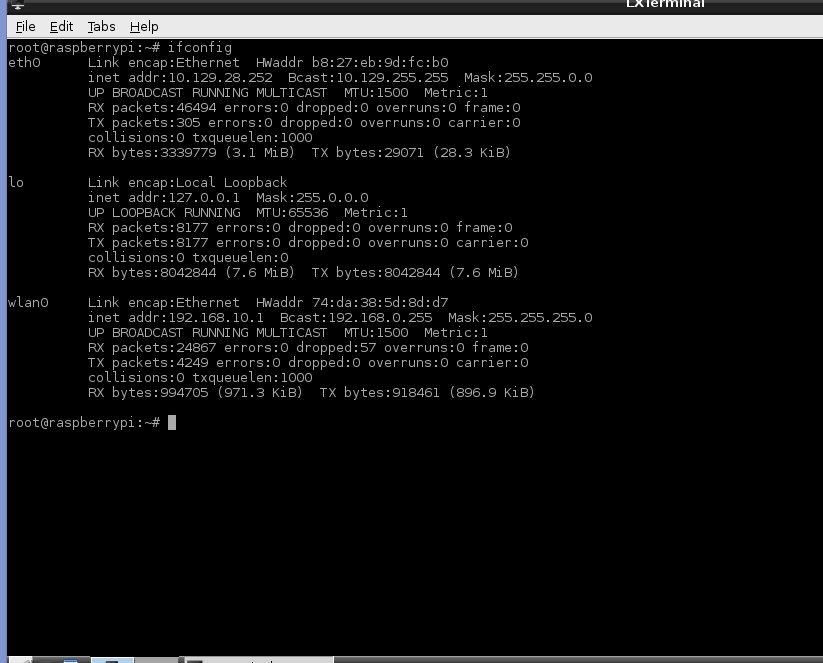 LXTerminal
File Edit Tabs Help
root@raspberrypi:~# ifconfig
eth0      Link encap:Ethernet  HWaddr b8:27:eb:9d:fc:b0
          inet addr:10.129.28.252  Bcast:10.129.255.255  Mask:255.255.0.0
          UP BROADCAST RUNNING MULTICAST  MTU:1500  Metric:1
          RX packets:46494 errors:0 dropped:0 overruns:0 frame:0
          TX packets:305 errors:0 dropped:0 overruns:0 carrier:0
          collisions:0 txqueuelen:1000
          RX bytes:3339779 (3.1 MiB)  TX bytes:29071 (28.3 KiB)
lo        Link encap:Local Loopback
          inet addr:127.0.0.1  Mask:255.0.0.0
          UP LOOPBACK RUNNING  MTU:65536  Metric:1
          RX packets:8177 errors:0 dropped:0 overruns:0 frame:0
          TX packets:8177 errors:0 dropped:0 overruns:0 carrier:0
          collisions:0 txqueuelen:0
          RX bytes:8042844 (7.6 MiB)  TX bytes:8042844 (7.6 MiB)
wlan0     Link encap:Ethernet  HWaddr 74:da:38:5d:8d:d7
          inet addr:192.168.10.1  Bcast:192.168.0.255  Mask:255.255.255.0
          UP BROADCAST RUNNING MULTICAST  MTU:1500  Metric:1
          RX packets:24867 errors:0 dropped:57 overruns:0 frame:0
          TX packets:4249 errors:0 dropped:0 overruns:0 carrier:0
          collisions:0 txqueuelen:1000
          RX bytes:994705 (971.3 KiB)  TX bytes:918461 (896.9 KiB)
root@raspberrypi:~#